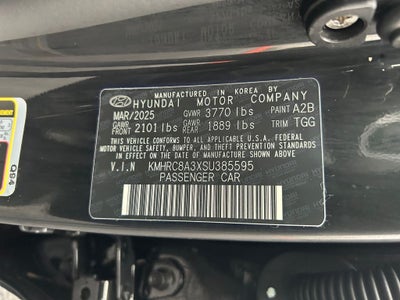 MANUFACTURED IN KOREA BY
HYUNDAI MOTOR COMPANY
MAR/2025 GVWR 3770 lbs PAINT A2B
GAWR FRONT 2101 lbs GAWR REAR 1889 lbs TRIM TGG
THIS VEHICLE CONFORMS TO ALL APPLICABLE U.S.A. FEDERAL
MOTOR VEHICLE SAFETY, BUMPER, AND THEFT PREVENTION STANDARDS
IN EFFECT ON THE DATE OF MANUFACTURE SHOWN ABOVE.
V.I.N KMHRC8A3XSU385595
PASSENGER CAR